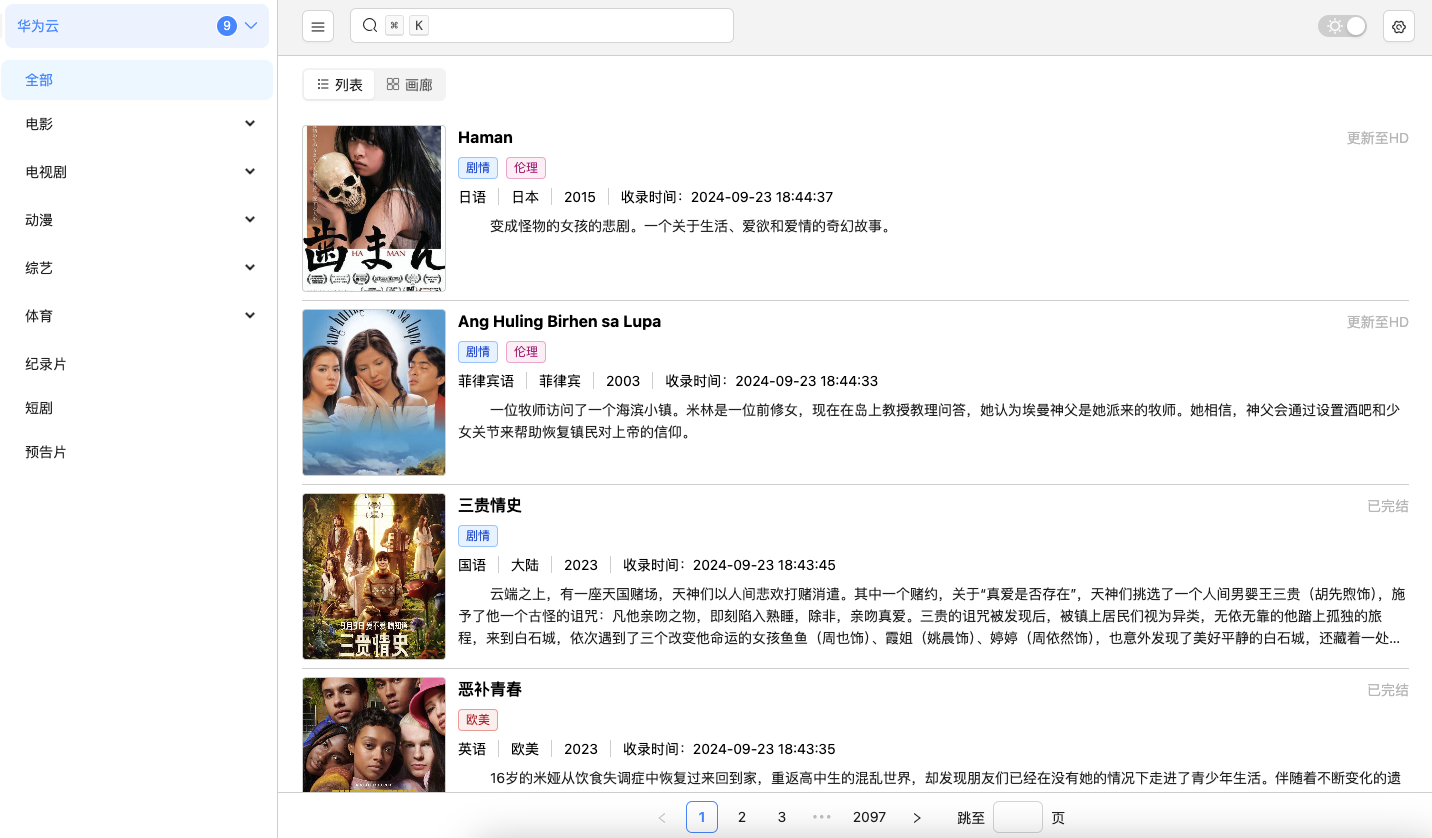 华为云 9
⌘ K
全部
电影
电视剧
动漫
综艺
体育
纪录片
短剧
预告片
列表 画廊
歯まん
HA MAN
Haman 更新至HD
剧情 伦理
日语 日本 2015 收录时间：2024-09-23 18:44:37
变成怪物的女孩的悲剧。一个关于生活、爱欲和爱情的奇幻故事。
ang huling birhen sa lupa
Ang Huling Birhen sa Lupa 更新至HD
剧情 伦理
菲律宾语 菲律宾 2003 收录时间：2024-09-23 18:44:33
一位牧师访问了一个海滨小镇。米林是一位前修女，现在在岛上教授教理问答，她认为埃曼神父是她派来的牧师。她相信，神父会通过设置酒吧和少
女关节来帮助恢复镇民对上帝的信仰。
三贵情史
三贵情史 已完结
剧情
国语 大陆 2023 收录时间：2024-09-23 18:43:45
云端之上，有一座天国赌场，天神们以人间悲欢打赌消遣。其中一个赌约，关于“真爱是否存在”，天神们挑选了一个人间男婴王三贵（胡先煦饰），施
予了他一个古怪的诅咒：凡他亲吻之物，即刻陷入熟睡，除非，亲吻真爱。三贵的诅咒被发现后，被镇上居民们视为异类，无依无靠的他踏上孤独的旅
程，来到白石城，依次遇到了三个改变他命运的女孩鱼鱼（周也饰）、霞姐（姚晨饰）、婷婷（周依然饰），也意外发现了美好平静的白石城，还藏着一处...
恶补青春 已完结
欧美
英语 欧美 2023 收录时间：2024-09-23 18:43:35
16岁的米娅从饮食失调症中恢复过来回到家，重返高中生的混乱世界，却发现朋友们已经在没有她的情况下走进了青少年生活。伴随着不断变化的遗
1 2 3 ••• 2097 跳至 页